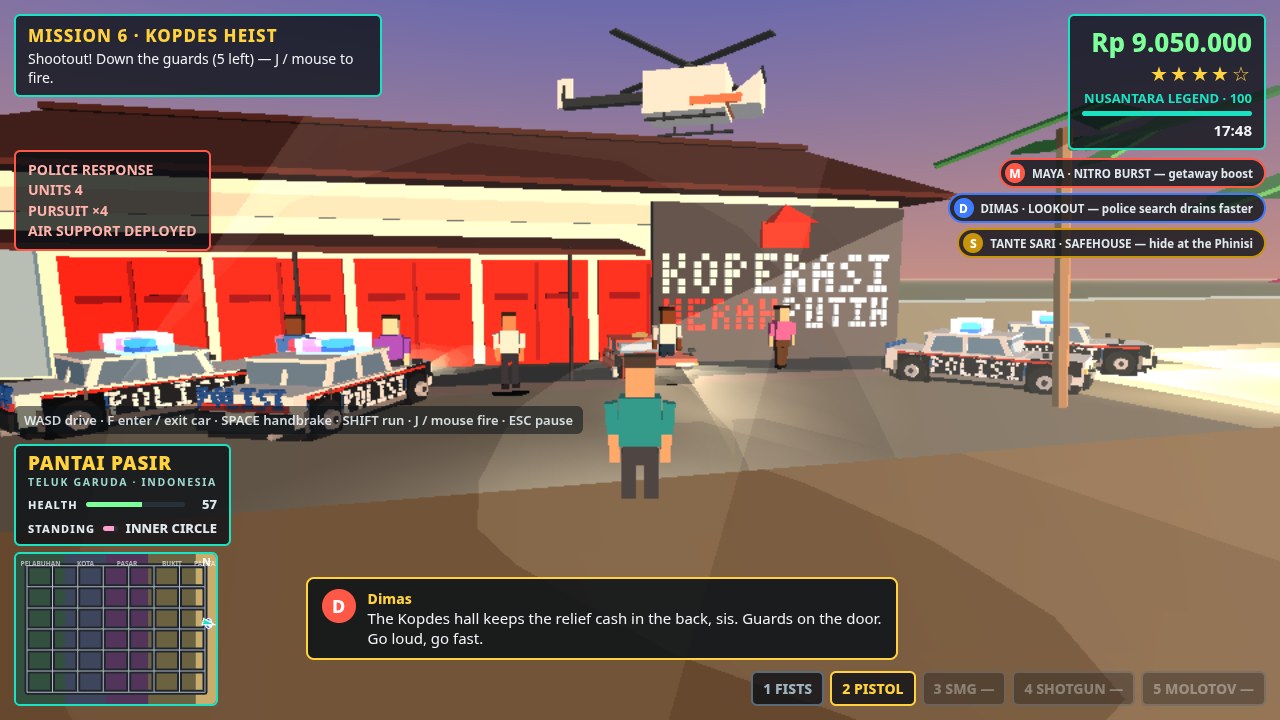 MISSION 6 · KOPDES HEIST
Shootout! Down the guards (5 left) — J / mouse to
fire.
Rp 9.050.000
★★★★☆
NUSANTARA LEGEND · 100
17:48
POLICE RESPONSE
UNITS 4
PURSUIT ×4
AIR SUPPORT DEPLOYED
M MAYA · NITRO BURST — getaway boost
D DIMAS · LOOKOUT — police search drains faster
S TANTE SARI · SAFEHOUSE — hide at the Phinisi
KOPERASI
MERAH PUTIH
POLISI
POLISI
POLISI
WASD drive · F enter / exit car · SPACE handbrake · SHIFT run · J / mouse fire · ESC pause
PANTAI PASIR
TELUK GARUDA · INDONESIA
HEALTH 57
STANDING INNER CIRCLE
PELABUHAN KOTA PASAR BUKIT N
D
Dimas
The Kopdes hall keeps the relief cash in the back, sis. Guards on the door.
Go loud, go fast.
1 FISTS 2 PISTOL 3 SMG — 4 SHOTGUN — 5 MOLOTOV —